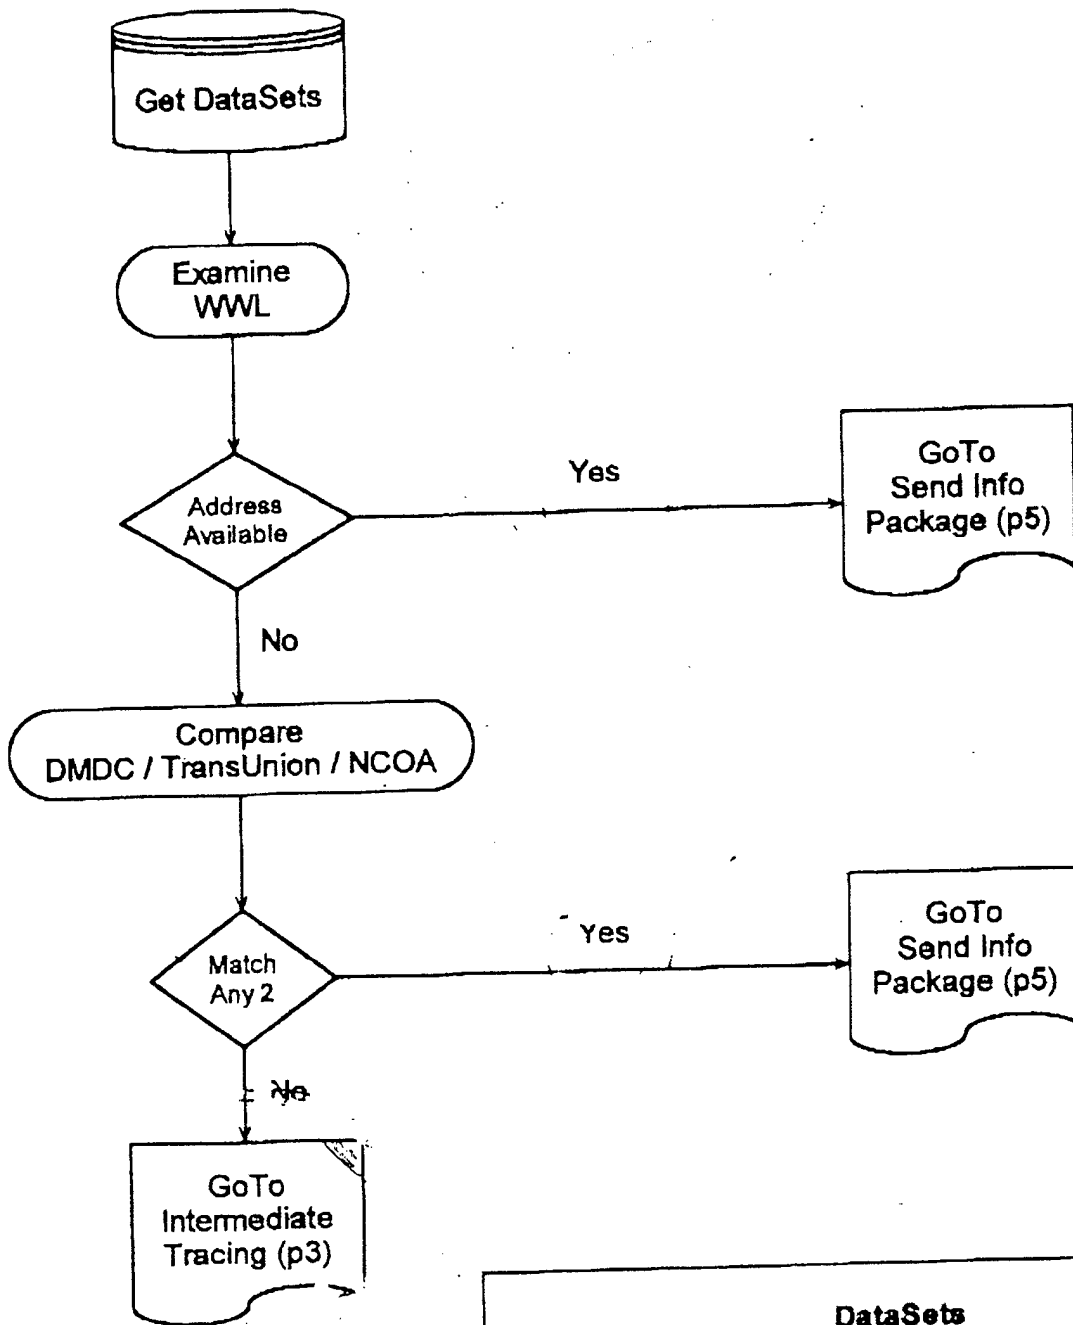 Get DataSets
Examine
WWL
Address
Available
Yes
GoTo
Send Info
Package (p5)
No
Compare
DMDC / TransUnion / NCOA
Match
Any 2
Yes
GoTo
Send Info
Package (p5)
No
GoTo
Intermediate
Tracing (p3)
DataSets